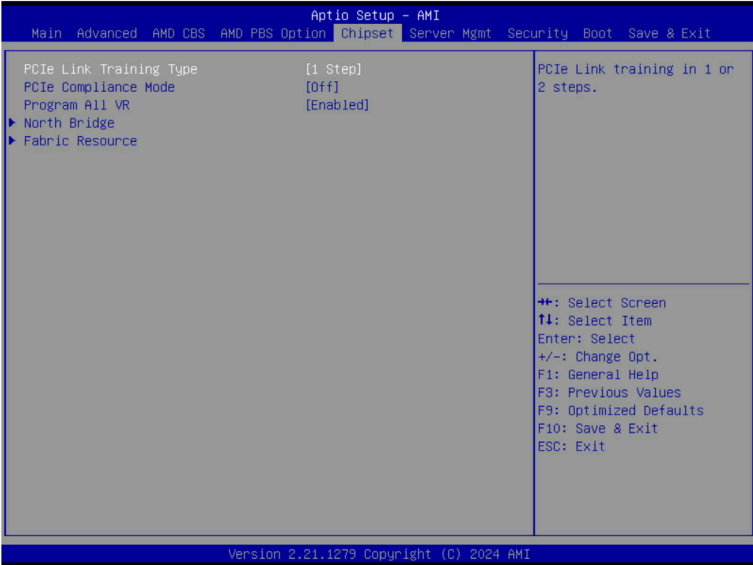 Aptio Setup – AMI
Main Advanced AMD CBS AMD PBS Option Chipset Server Mgmt Security Boot Save & Exit
PCIe Link Training Type [1 Step]
PCIe Compliance Mode [Off]
Program All VR [Enabled]
North Bridge
Fabric Resource
PCIe Link training in 1 or
2 steps.
→←: Select Screen
↑↓: Select Item
Enter: Select
+/-: Change Opt.
F1: General Help
F3: Previous Values
F9: Optimized Defaults
F10: Save & Exit
ESC: Exit
Version 2.21.1279 Copyright (C) 2024 AMI